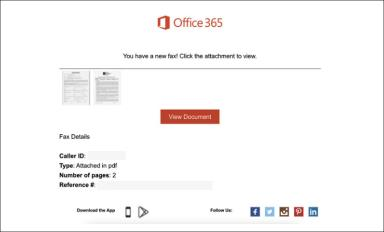 Office 365
You have a new fax! Click the attachment to view.
View Document
Fax Details
Caller ID:
Type: Attached in pdf
Number of pages: 2
Reference #:
Download the App
Follow Us: